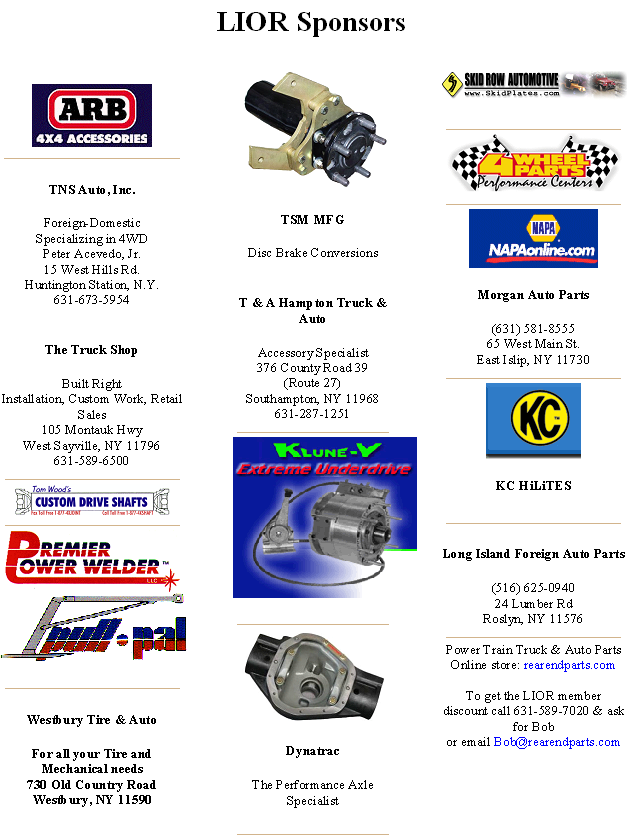 LIOR Sponsors
ARB
4X4 ACCESSORIES
TNS Auto, Inc.
Foreign-Domestic
Specializing in 4WD
Peter Acevedo, Jr.
15 West Hills Rd.
Huntington Station, N.Y.
631-673-5954
The Truck Shop
Built Right
Installation, Custom Work, Retail
Sales
105 Montauk Hwy
West Sayville, NY 11796
631-589-6500
Tom Wood's
CUSTOM DRIVE SHAFTS
PREMIER
POWER WELDER™
LLC
pull·pal
Westbury Tire & Auto
For all your Tire and
Mechanical needs
730 Old Country Road
Westbury, NY 11590
TSM MFG
Disc Brake Conversions
T & A Hampton Truck &
Auto
Accessory Specialist
376 County Road 39
(Route 27)
Southampton, NY 11968
631-287-1251
KLUNE-V
EXTREME UNDERDRIVE
Dynatrac
The Performance Axle
Specialist
SKID ROW AUTOMOTIVE
www.SkidPlates.com
4 WHEEL
PARTS
Performance Centers
NAPA
NAPAonline.com
Morgan Auto Parts
(631) 581-8555
65 West Main St.
East Islip, NY 11730
KC
KC HiLiTES
Long Island Foreign Auto Parts
(516) 625-0940
24 Lumber Rd
Roslyn, NY 11576
Power Train Truck & Auto Parts
Online store: rearendparts.com
To get the LIOR member
discount call 631-589-7020 & ask
for Bob
or email Bob@rearendparts.com